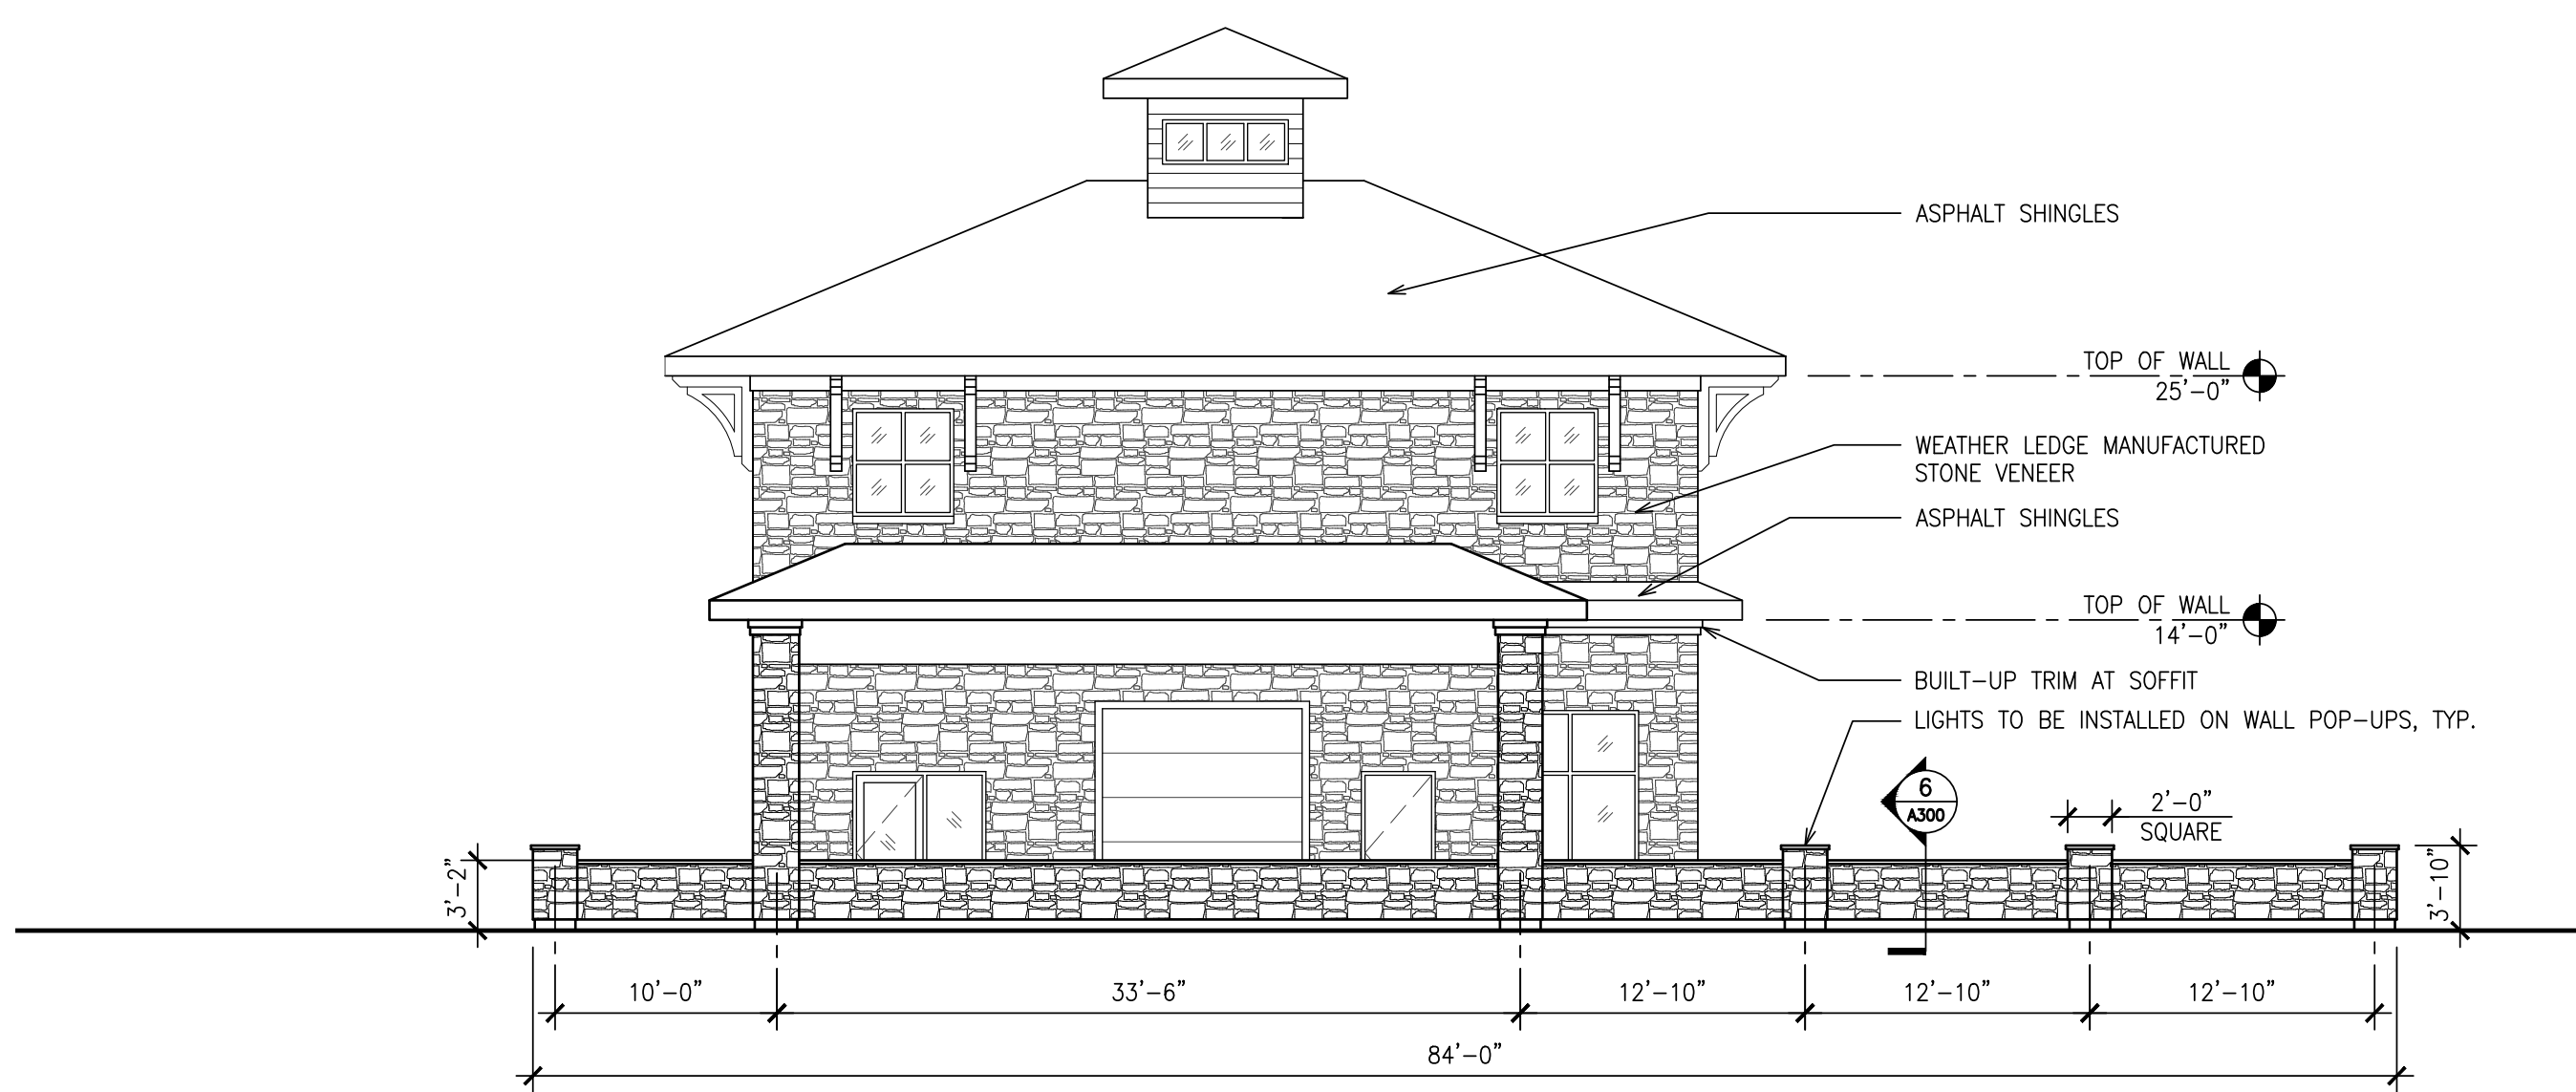 ASPHALT SHINGLES
TOP OF WALL
25'-0"
WEATHER LEDGE MANUFACTURED
STONE VENEER
ASPHALT SHINGLES
TOP OF WALL
14'-0"
BUILT-UP TRIM AT SOFFIT
LIGHTS TO BE INSTALLED ON WALL POP-UPS, TYP.
6
A300
2'-0"
SQUARE
3'-2"
3'-10"
10'-0"
33'-6"
12'-10"
12'-10"
12'-10"
84'-0"